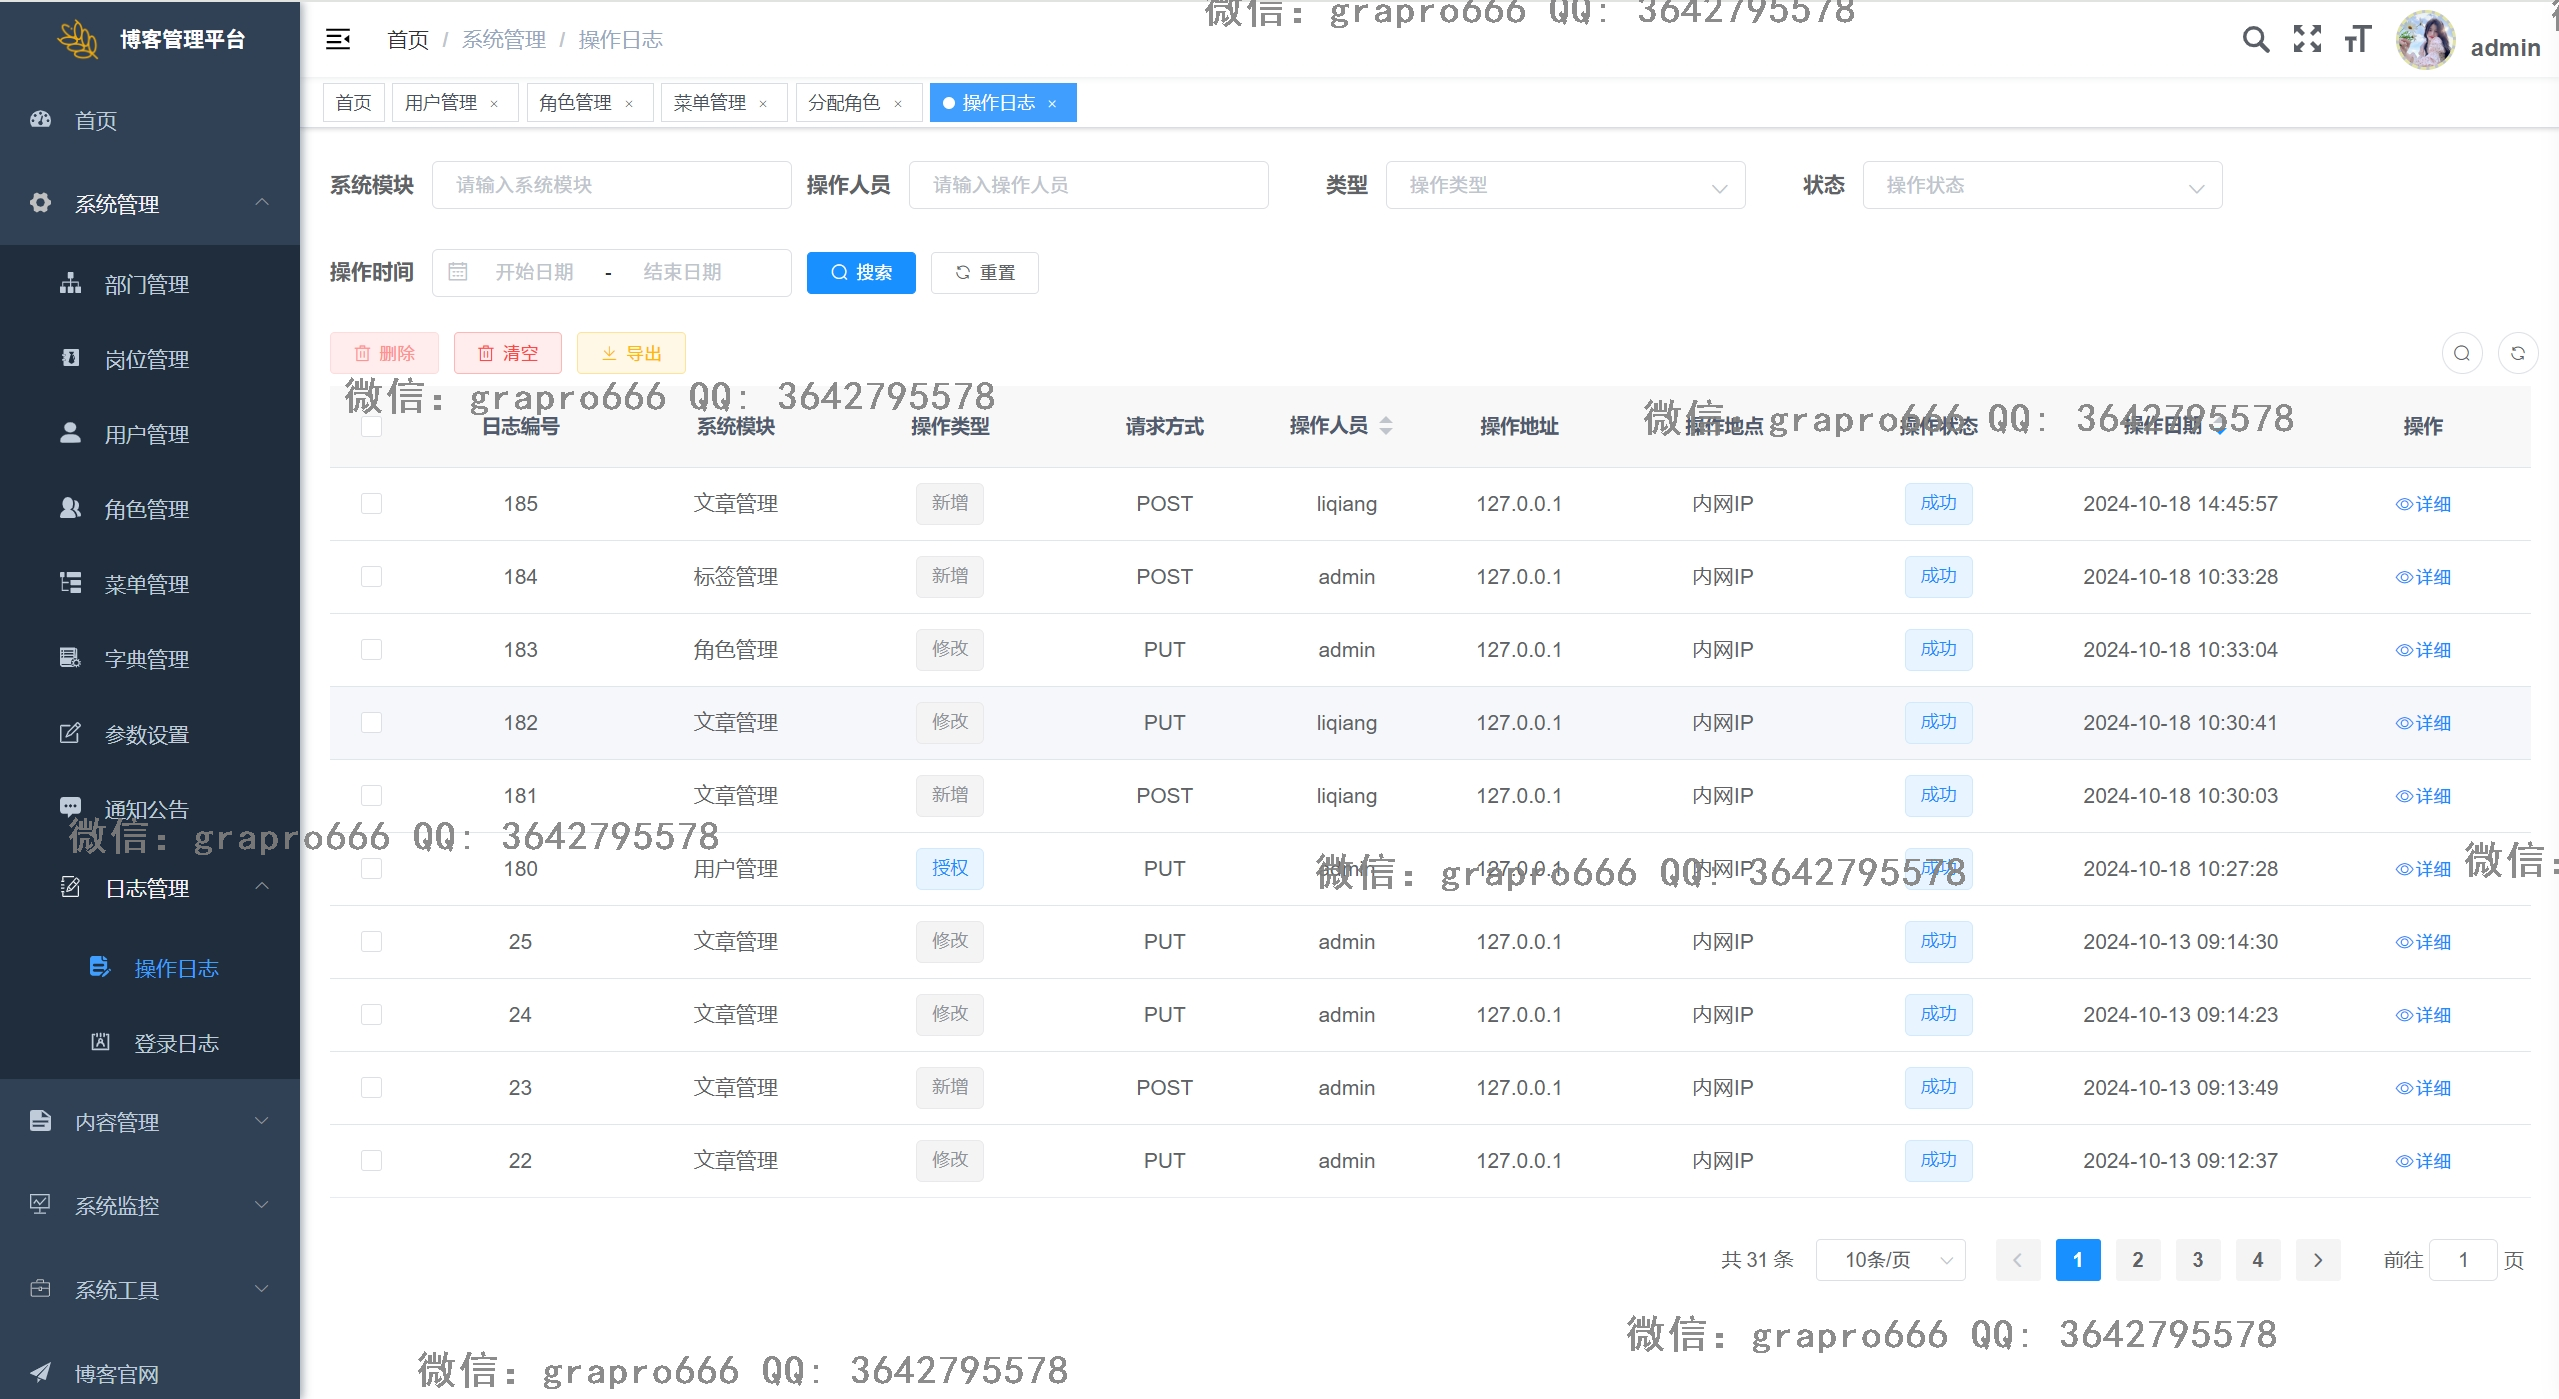 微信: grapro666 QQ: 3642795578
博客管理平台
首页 / 系统管理 / 操作日志
admin
首页 用户管理 × 角色管理 × 菜单管理 × 分配角色 × 操作日志 ×
首页
系统管理
部门管理
岗位管理
用户管理
角色管理
菜单管理
字典管理
参数设置
通知公告
日志管理
操作日志
登录日志
内容管理
系统监控
系统工具
博客官网
系统模块 请输入系统模块 操作人员 请输入操作人员 类型 操作类型 状态 操作状态
操作时间 开始日期 - 结束日期 搜索 重置
删除 清空 导出
微信: grapro666 QQ: 3642795578
微信: grapro666 QQ: 3642795578
日志编号 系统模块 操作类型 请求方式 操作人员 操作地址 操作地点 操作状态 操作日期 操作
185 文章管理 新增 POST liqiang 127.0.0.1 内网IP 成功 2024-10-18 14:45:57 详细
184 标签管理 新增 POST admin 127.0.0.1 内网IP 成功 2024-10-18 10:33:28 详细
183 角色管理 修改 PUT admin 127.0.0.1 内网IP 成功 2024-10-18 10:33:04 详细
182 文章管理 修改 PUT liqiang 127.0.0.1 内网IP 成功 2024-10-18 10:30:41 详细
181 文章管理 新增 POST liqiang 127.0.0.1 内网IP 成功 2024-10-18 10:30:03 详细
微信: grapro666 QQ: 3642795578
180 用户管理 授权 PUT admin 127.0.0.1 内网IP 成功 2024-10-18 10:27:28 详细
微信: grapro666 QQ: 3642795578
微信:
25 文章管理 修改 PUT admin 127.0.0.1 内网IP 成功 2024-10-13 09:14:30 详细
24 文章管理 修改 PUT admin 127.0.0.1 内网IP 成功 2024-10-13 09:14:23 详细
23 文章管理 新增 POST admin 127.0.0.1 内网IP 成功 2024-10-13 09:13:49 详细
22 文章管理 修改 PUT admin 127.0.0.1 内网IP 成功 2024-10-13 09:12:37 详细
共 31 条 10条/页 1 2 3 4 前往 1 页
微信: grapro666 QQ: 3642795578
微信: grapro666 QQ: 3642795578